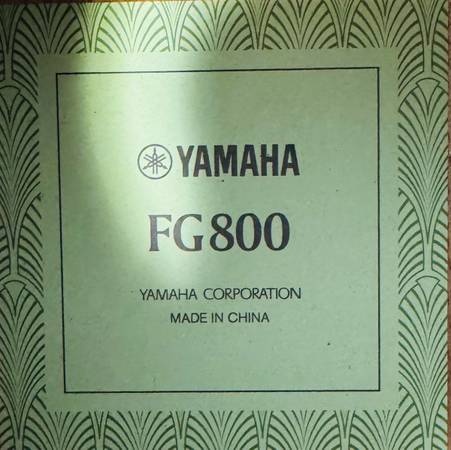 YAMAHA
FG800
YAMAHA CORPORATION
MADE IN CHINA